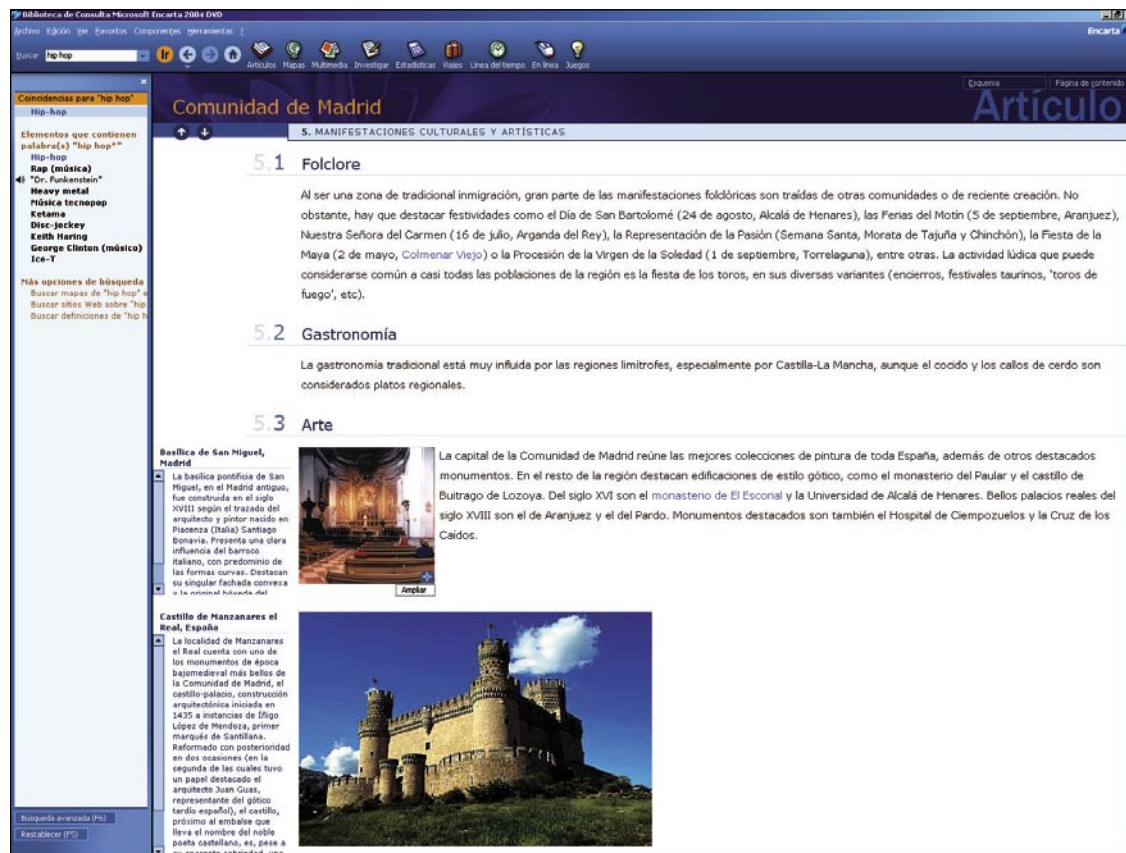 Biblioteca de Consulta Microsoft Encarta 2004 DVD
Archivo Edición Ver Favoritos Componentes Herramientas ?
Encarta
Buscar hip hop
Ir
Artículos Mapas Multimedia Investigar Estadísticas Viajes Línea del tiempo En línea Juegos
Coincidencias para "hip hop"
Hip-hop
Elementos que contienen
palabra(s) "hip hop*"
Hip-hop
Rap (música)
"Dr. Funkenstein"
Heavy metal
Música tecnopop
Ketama
Disc-jockey
Keith Haring
George Clinton (músico)
Ice-T
Más opciones de búsqueda
Buscar mapas de "hip hop" e
Buscar sitios Web sobre "hip
Buscar definiciones de "hip h
Búsqueda avanzada (F6)
Restablecer (F5)
Esquema
Página de contenido
Comunidad de Madrid
Artículo
5. MANIFESTACIONES CULTURALES Y ARTÍSTICAS
5.1 Folclore
Al ser una zona de tradicional inmigración, gran parte de las manifestaciones folclóricas son traídas de otras comunidades o de reciente creación. No
obstante, hay que destacar festividades como el Día de San Bartolomé (24 de agosto, Alcalá de Henares), las Ferias del Motín (5 de septiembre, Aranjuez),
Nuestra Señora del Carmen (16 de julio, Arganda del Rey), la Representación de la Pasión (Semana Santa, Morata de Tajuña y Chinchón), la Fiesta de la
Maya (2 de mayo, Colmenar Viejo) o la Procesión de la Virgen de la Soledad (1 de septiembre, Torrelaguna), entre otras. La actividad lúdica que puede
considerarse común a casi todas las poblaciones de la región es la fiesta de los toros, en sus diversas variantes (encierros, festivales taurinos, 'toros de
fuego', etc).
5.2 Gastronomía
La gastronomía tradicional está muy influida por las regiones limítrofes, especialmente por Castilla-La Mancha, aunque el cocido y los callos de cerdo son
considerados platos regionales.
5.3 Arte
Basílica de San Miguel,
Madrid
La basílica pontificia de San
Miguel, en el Madrid antiguo,
fue construida en el siglo
XVIII según el trazado del
arquitecto y pintor nacido en
Piacenza (Italia) Santiago
Bonavia. Presenta una clara
influencia del barroco
italiano, con predominio de
las formas curvas. Destacan
su singular fachada convexa
y la original bóveda del
Ampliar
La capital de la Comunidad de Madrid reúne las mejores colecciones de pintura de toda España, además de otros destacados
monumentos. En el resto de la región destacan edificaciones de estilo gótico, como el monasterio del Paular y el castillo de
Buitrago de Lozoya. Del siglo XVI son el monasterio de El Escorial y la Universidad de Alcalá de Henares. Bellos palacios reales del
siglo XVIII son el de Aranjuez y el del Pardo. Monumentos destacados son también el Hospital de Ciempozuelos y la Cruz de los
Caídos.
Castillo de Manzanares el
Real, España
La localidad de Manzanares
el Real cuenta con uno de
los monumentos de época
bajomedieval más bellos de
la Comunidad de Madrid, el
castillo-palacio, construcción
arquitectónica iniciada en
1435 a instancias de Íñigo
López de Mendoza, primer
marqués de Santillana.
Reformado con posterioridad
en dos ocasiones (en la
segunda de las cuales tuvo
un papel destacado el
arquitecto Juan Guas,
representante del gótico
tardío español), el castillo,
próximo al embalse que
lleva el nombre del noble
poeta castellano, es, pese a